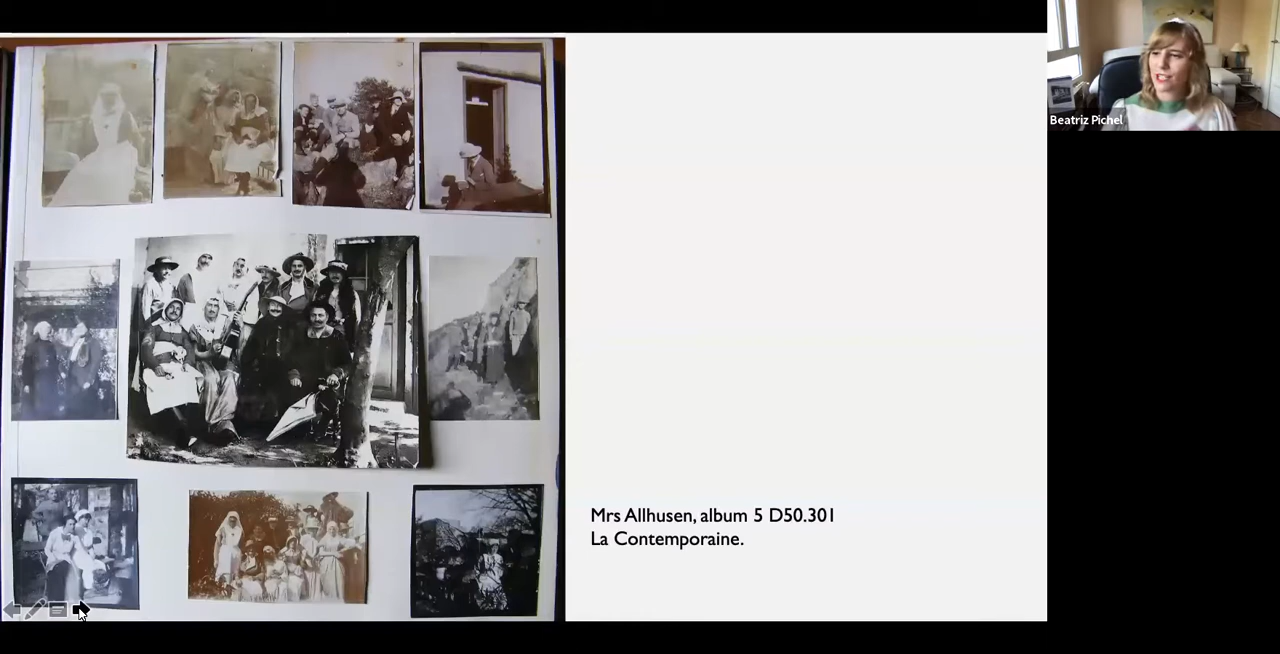 Beatriz Pichel
Mrs Allhusen, album 5 D50.301
La Contemporaine.